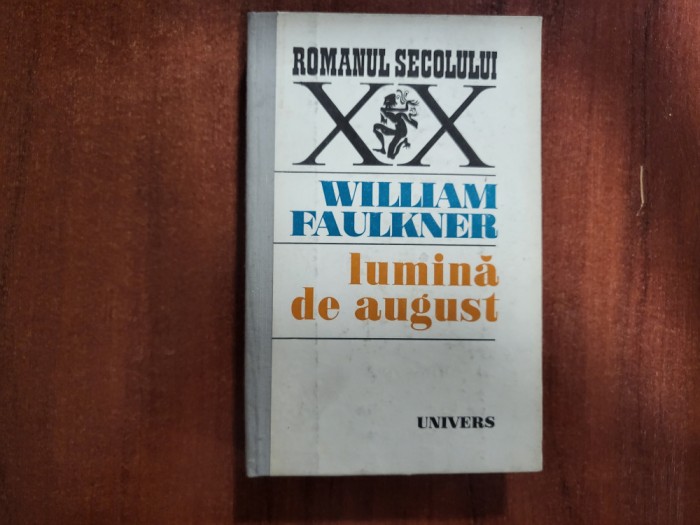 ROMANUL SECOLULUI
XX
WILLIAM
FAULKNER
lumină
de august
UNIVERS